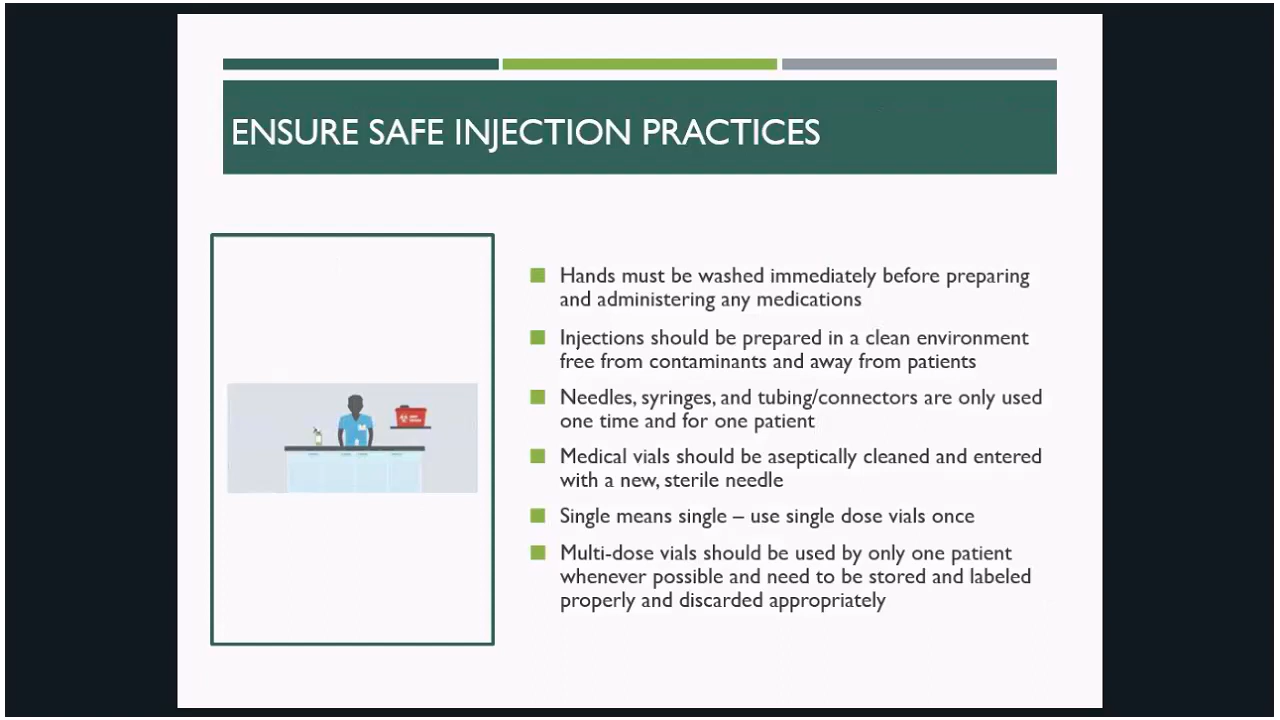 ENSURE SAFE INJECTION PRACTICES
Hands must be washed immediately before preparing
and administering any medications
Injections should be prepared in a clean environment
free from contaminants and away from patients
Needles, syringes, and tubing/connectors are only used
one time and for one patient
Medical vials should be aseptically cleaned and entered
with a new, sterile needle
Single means single – use single dose vials once
Multi-dose vials should be used by only one patient
whenever possible and need to be stored and labeled
properly and discarded appropriately